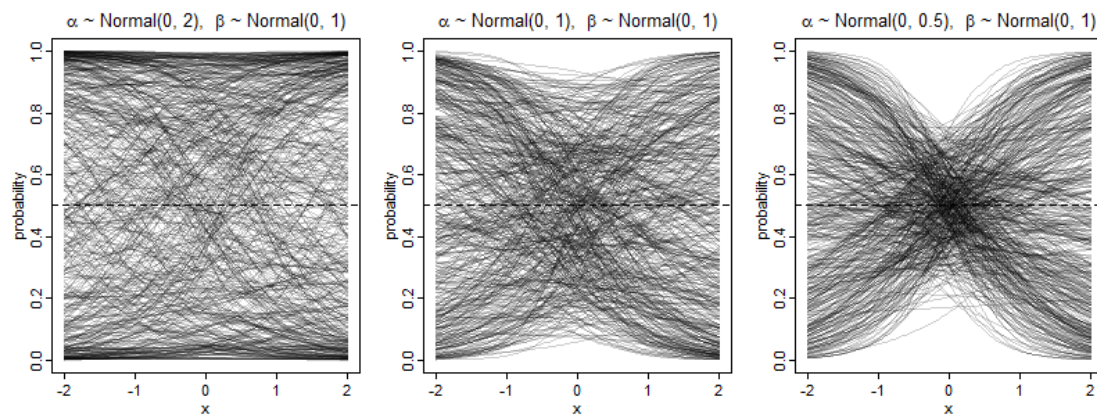 α ~ Normal(0, 2), β ~ Normal(0, 1)
probability
0.0 0.2 0.4 0.6 0.8 1.0
-2 -1 0 1 2
x
α ~ Normal(0, 1), β ~ Normal(0, 1)
probability
0.0 0.2 0.4 0.6 0.8 1.0
-2 -1 0 1 2
x
α ~ Normal(0, 0.5), β ~ Normal(0, 1)
probability
0.0 0.2 0.4 0.6 0.8 1.0
-2 -1 0 1 2
x